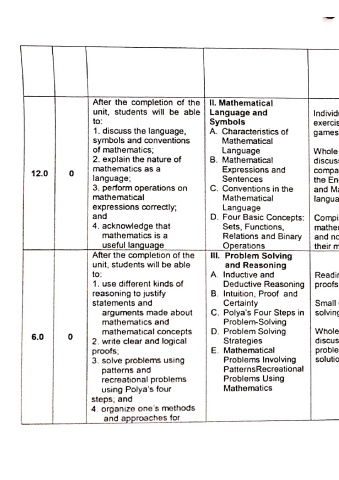 12.0
0
After the completion of the
unit, students will be able
to:
1. discuss the language,
symbols and conventions
of mathematics;
2. explain the nature of
mathematics as a
language;
3. perform operations on
mathematical
expressions correctly;
and
4. acknowledge that
mathematics is a
useful language
II. Mathematical
Language and
Symbols
A. Characteristics of
Mathematical
Language
B. Mathematical
Expressions and
Sentences
C. Conventions in the
Mathematical
Language
D. Four Basic Concepts:
Sets, Functions,
Relations and Binary
Operations
Individ
exercis
games
Whole
discus
compa
the En
and Ma
langua
Compi
mathe
and no
their m
6.0
0
After the completion of the
unit, students will be able
to:
1. use different kinds of
reasoning to justify
statements and
arguments made about
mathematics and
mathematical concepts
2. write clear and logical
proofs;
3. solve problems using
patterns and
recreational problems
using Polya's four
steps; and
4. organize one's methods
and approaches for
III. Problem Solving
and Reasoning
A. Inductive and
Deductive Reasoning
B. Intuition, Proof and
Certainty
C. Polya's Four Steps in
Problem-Solving
D. Problem Solving
Strategies
E. Mathematical
Problems Involving
PatternsRecreational
Problems Using
Mathematics
Readin
proofs
Small
solving
Whole
discus
proble
solutio